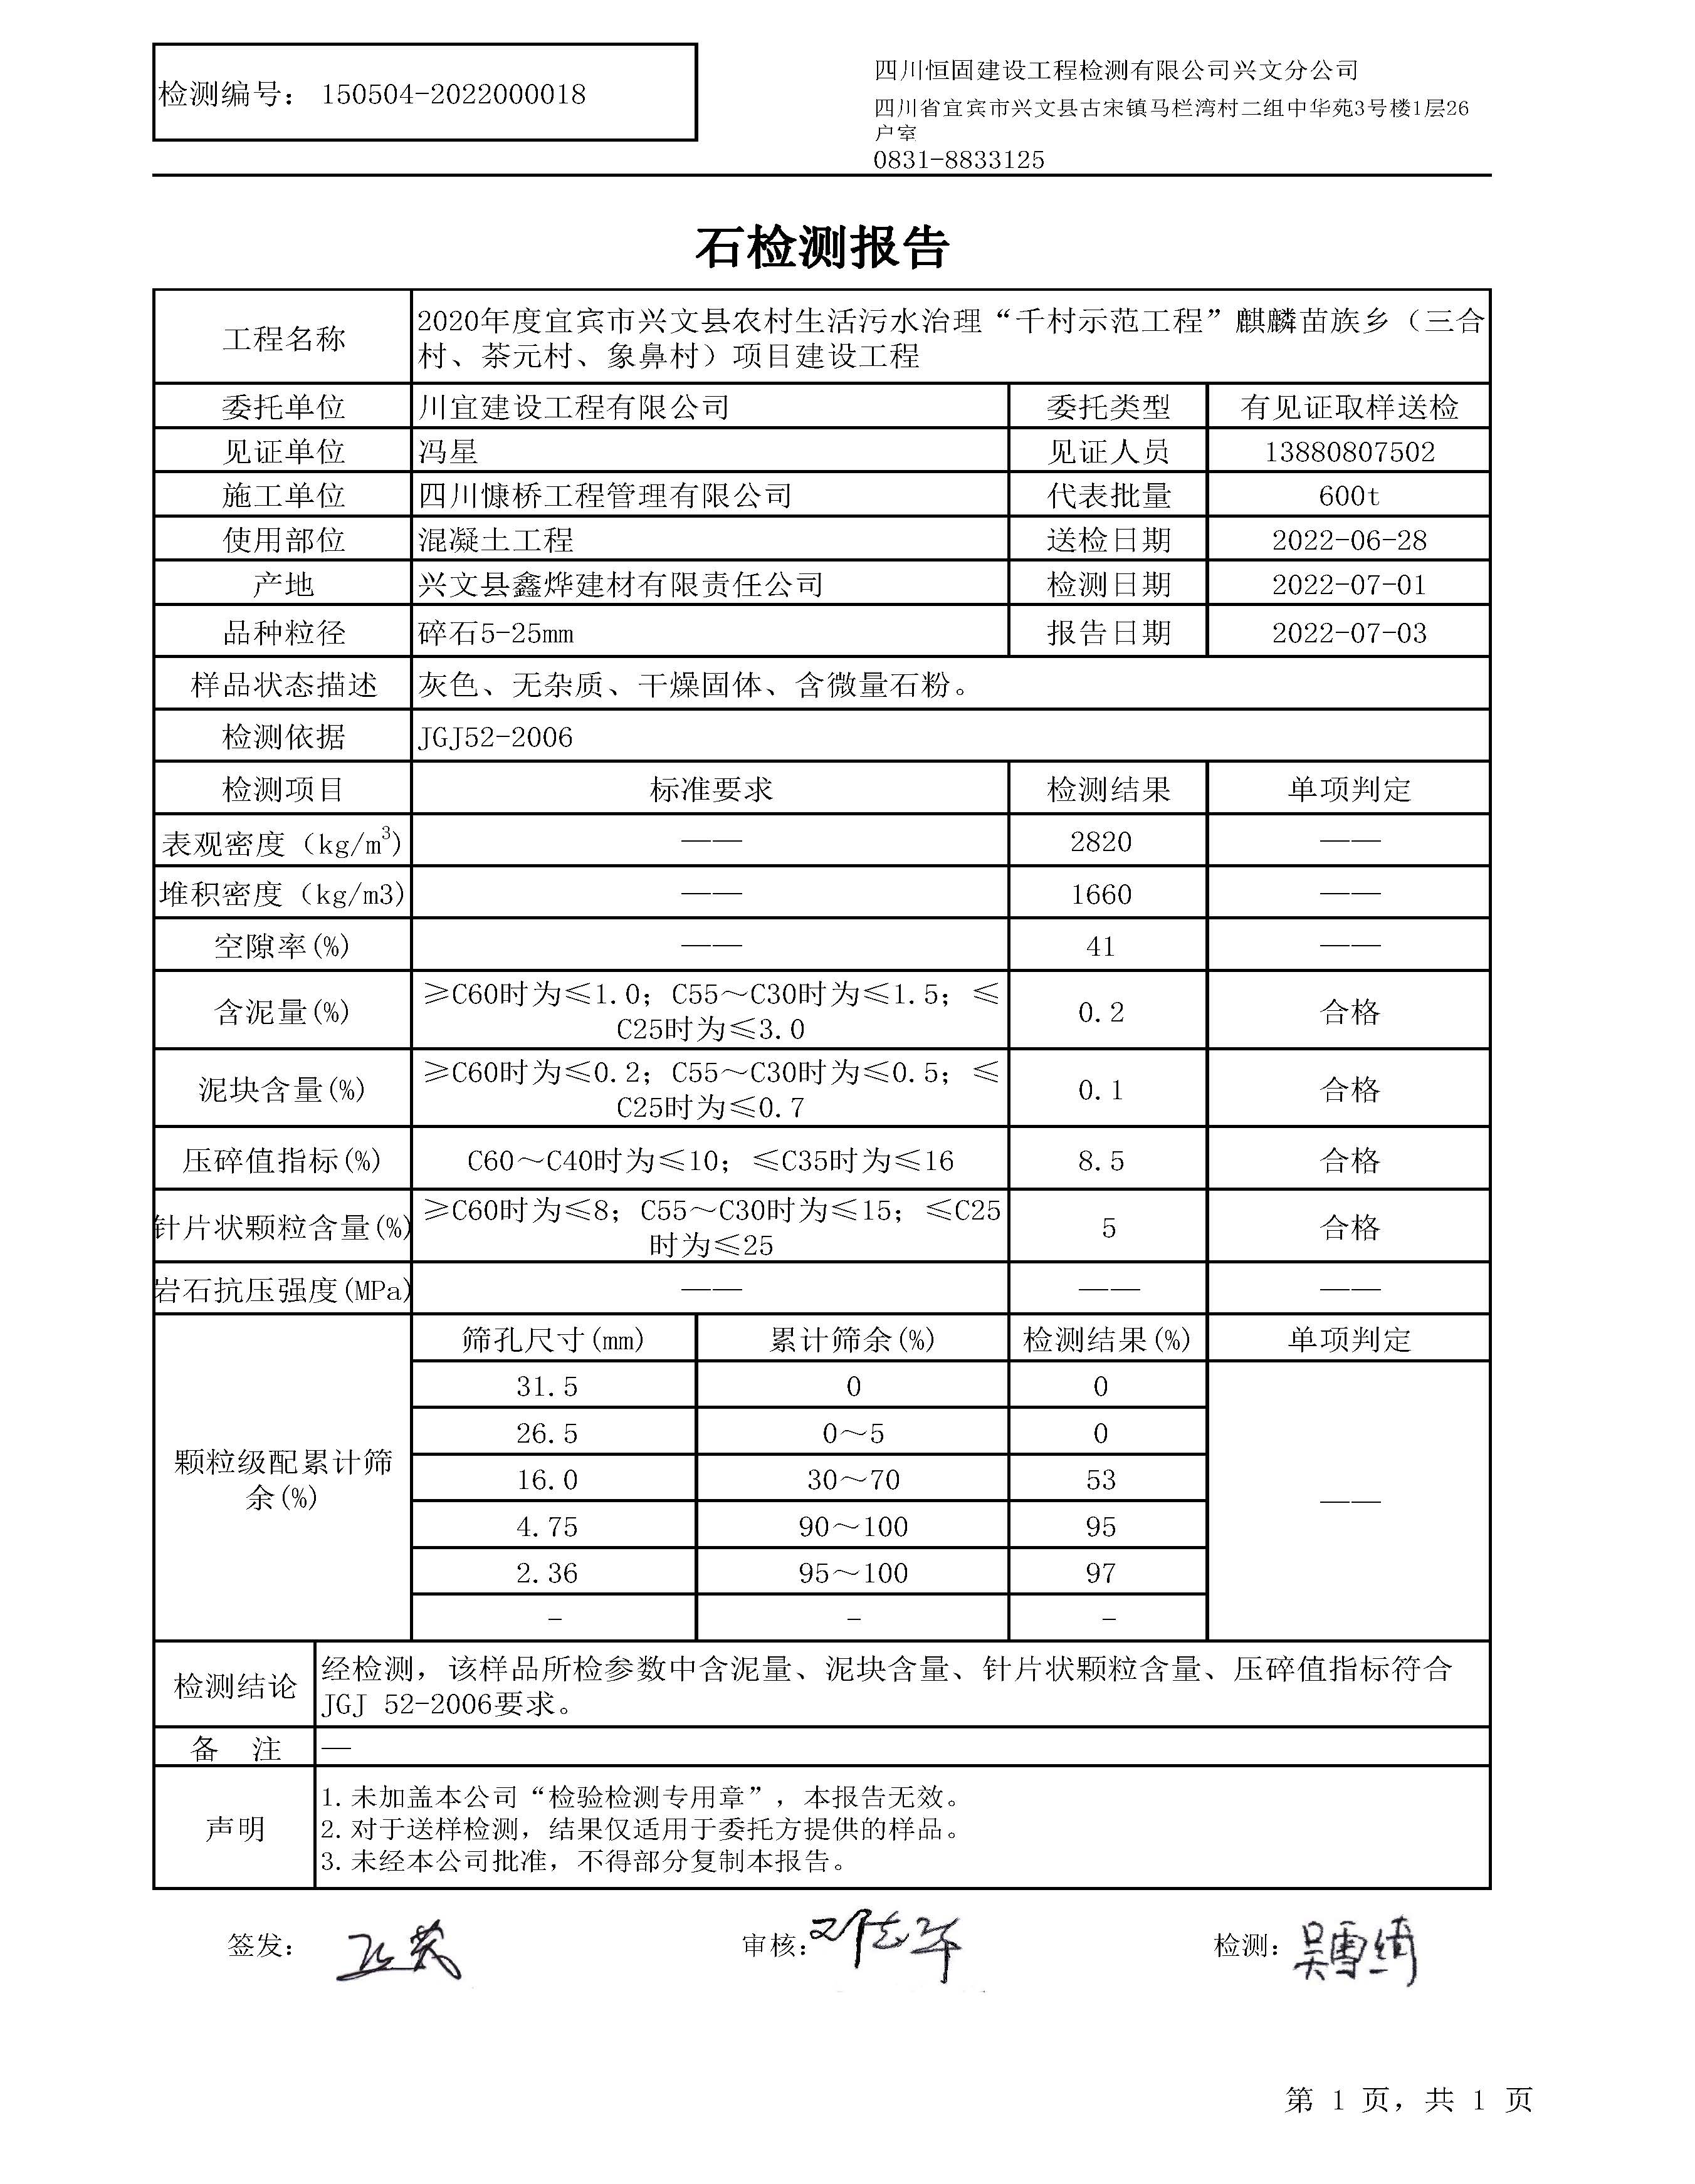 检测编号： 150504-2022000018
四川恒固建设工程检测有限公司兴文分公司
四川省宜宾市兴文县古宋镇马栏湾村二组中华苑3号楼1层26
户室
0831-8833125
石检测报告
工程名称
2020年度宜宾市兴文县农村生活污水治理“千村示范工程”麒麟苗族乡（三合
村、茶元村、象鼻村）项目建设工程
委托单位 川宜建设工程有限公司 委托类型 有见证取样送检
见证单位 冯星 见证人员 13880807502
施工单位 四川慷桥工程管理有限公司 代表批量 600t
使用部位 混凝土工程 送检日期 2022-06-28
产地 兴文县鑫烨建材有限责任公司 检测日期 2022-07-01
品种粒径 碎石5-25mm 报告日期 2022-07-03
样品状态描述 灰色、无杂质、干燥固体、含微量石粉。
检测依据 JGJ52-2006
检测项目 标准要求 检测结果 单项判定
表观密度（kg/m³) —— 2820 ——
堆积密度（kg/m3) —— 1660 ——
空隙率(%) —— 41 ——
含泥量(%)
≥C60时为≤1.0；C55～C30时为≤1.5；≤
C25时为≤3.0
0.2 合格
泥块含量(%)
≥C60时为≤0.2；C55～C30时为≤0.5；≤
C25时为≤0.7
0.1 合格
压碎值指标(%) C60～C40时为≤10；≤C35时为≤16 8.5 合格
针片状颗粒含量(%)
≥C60时为≤8；C55～C30时为≤15；≤C25
时为≤25
5 合格
岩石抗压强度(MPa) —— —— ——
颗粒级配累计筛
余(%)
筛孔尺寸(mm) 累计筛余(%) 检测结果(%) 单项判定
31.5 0 0
26.5 0～5 0
16.0 30～70 53
——
4.75 90～100 95
2.36 95～100 97
- - -
检测结论
经检测，该样品所检参数中含泥量、泥块含量、针片状颗粒含量、压碎值指标符合
JGJ 52-2006要求。
备 注 —
声明
1.未加盖本公司“检验检测专用章”，本报告无效。
2.对于送样检测，结果仅适用于委托方提供的样品。
3.未经本公司批准，不得部分复制本报告。
签发：
审核：
检测：吴雪绮
第 1 页，共 1 页